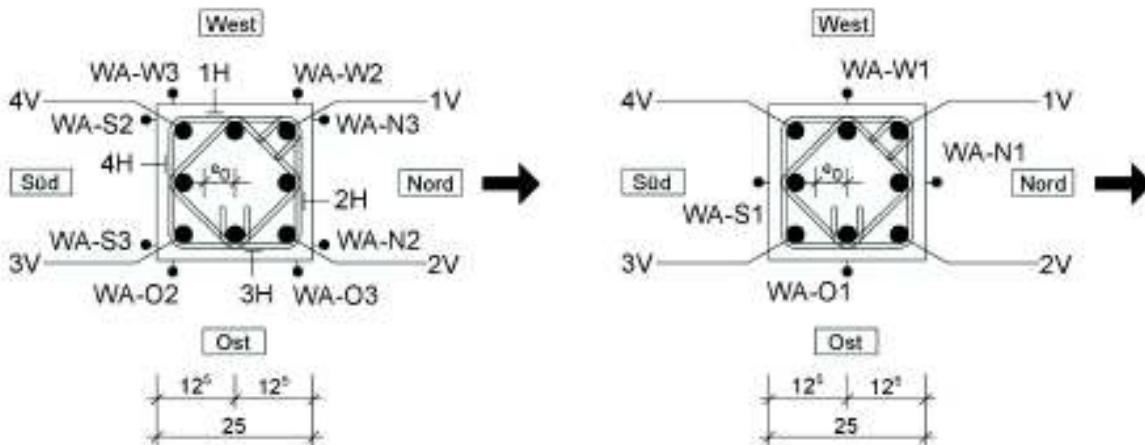 West
WA-W3 1H WA-W2
4V 1V
WA-S2 WA-N3
4H e₀
Süd Nord
2H
WA-S3 WA-N2
3V 2V
WA-O2 3H WA-O3
Ost
12⁵ 12⁵
25
West
WA-W1
4V 1V
WA-N1
Süd e₀ Nord
WA-S1
3V 2V
WA-O1
Ost
12⁵ 12⁵
25